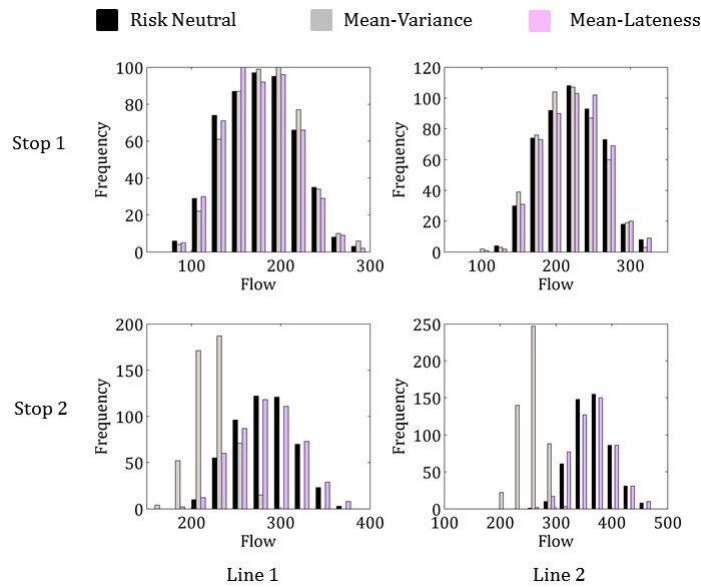 Risk Neutral Mean-Variance Mean-Lateness
Stop 1
Frequency
100
80
60
40
20
0
100 200 300
Flow
Frequency
120
100
80
60
40
20
0
100 200 300
Flow
Stop 2
Frequency
200
150
100
50
0
200 300 400
Flow
Line 1
Frequency
250
200
150
100
50
0
100 200 300 400 500
Flow
Line 2